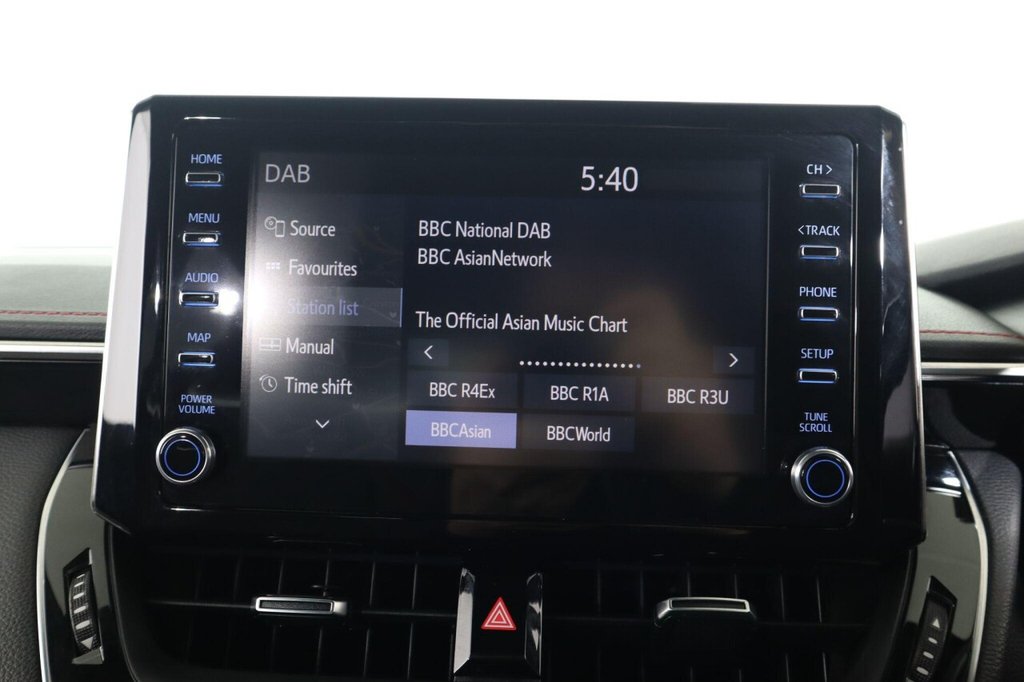 HOME
MENU
AUDIO
MAP
POWER
VOLUME
DAB
5:40
Source
Favourites
Station list
Manual
Time shift
BBC National DAB
BBC AsianNetwork
The Official Asian Music Chart
BBC R4Ex
BBC R1A
BBC R3U
BBCAsian
BBCWorld
CH >
< TRACK
PHONE
SETUP
TUNE
SCROLL